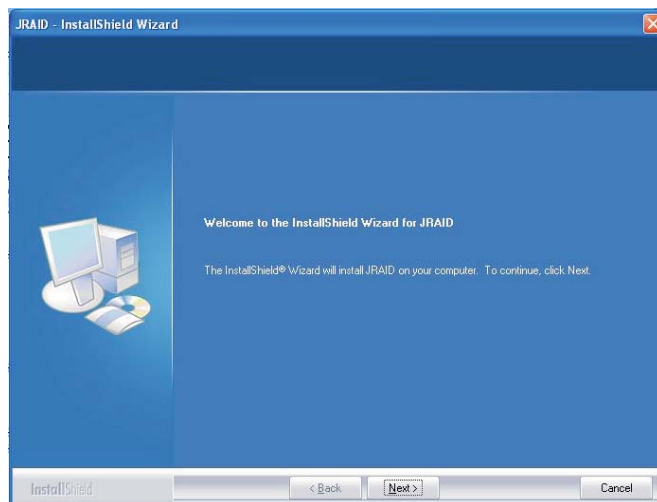 JRAID - InstallShield Wizard
Welcome to the InstallShield Wizard for JRAID
The InstallShield® Wizard will install JRAID on your computer. To continue, click Next.
InstallShield
< Back
Next >
Cancel